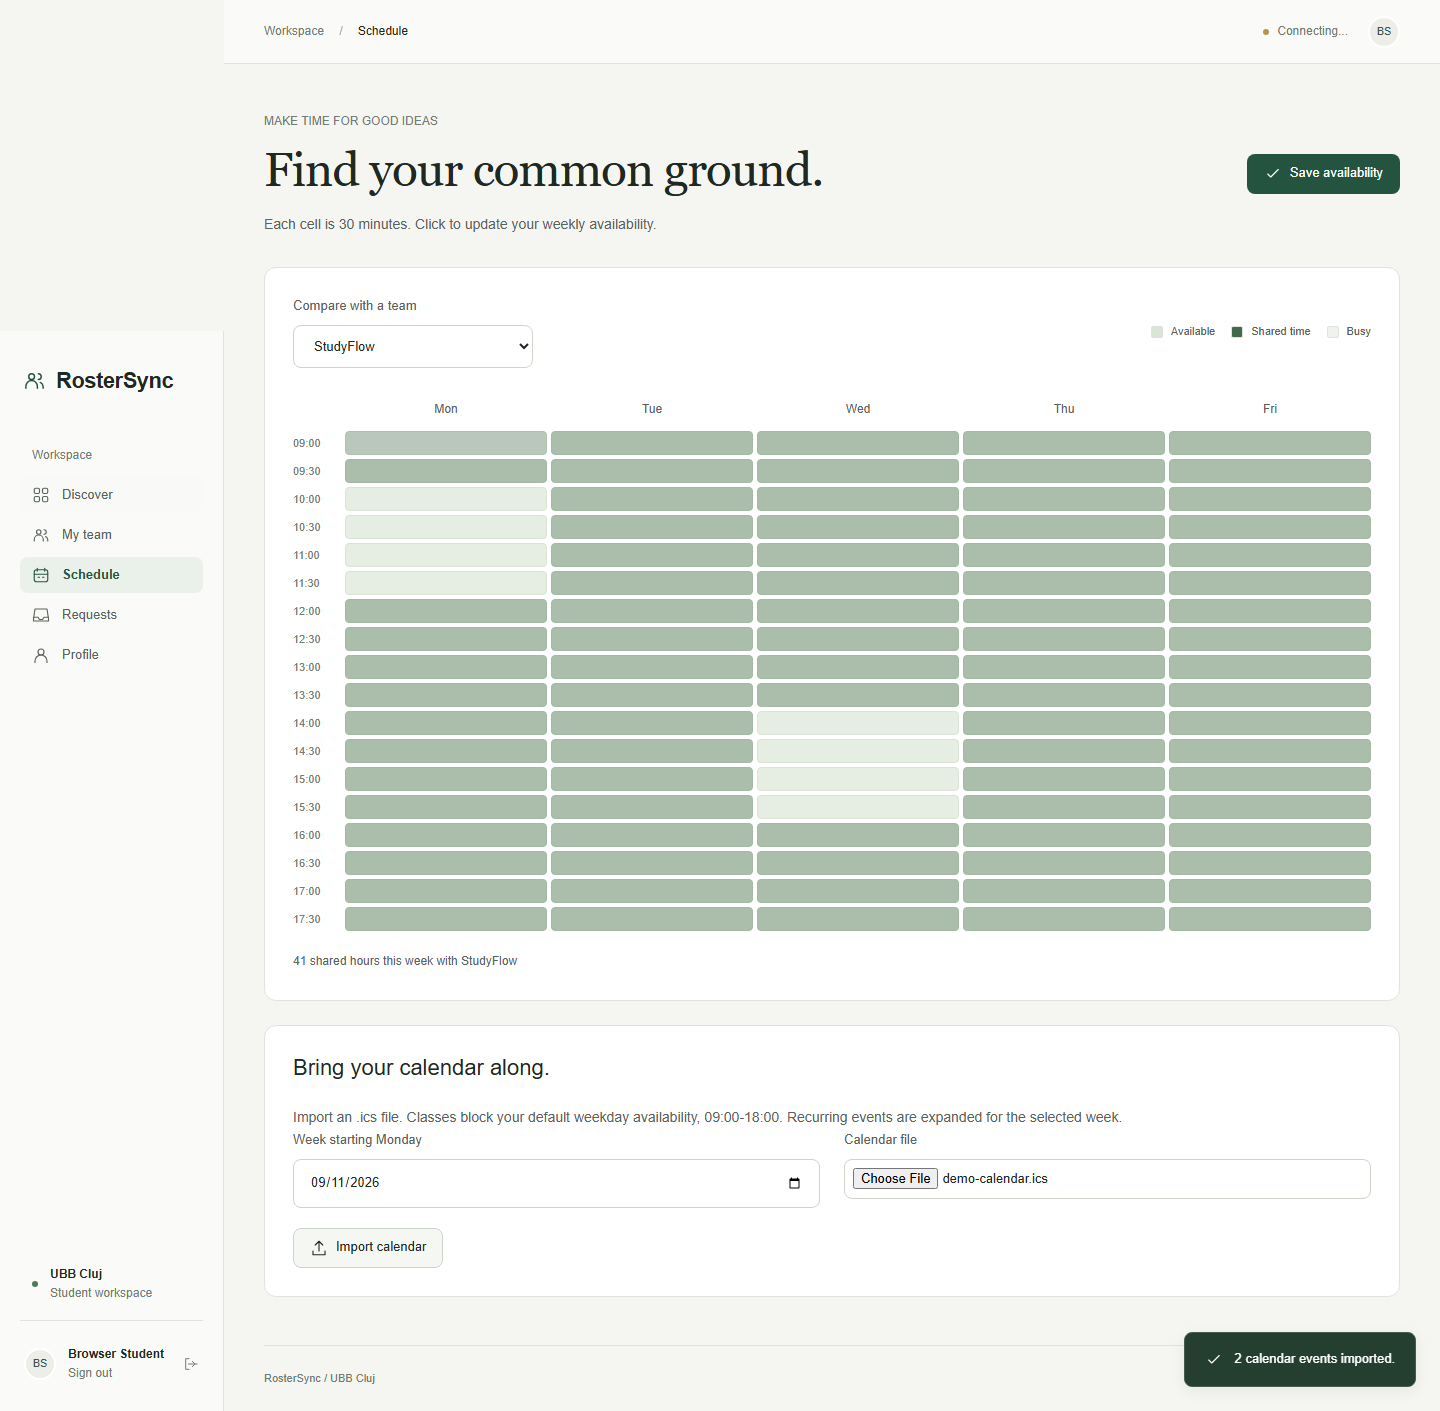 Workspace / Schedule
Connecting...
BS
MAKE TIME FOR GOOD IDEAS
Find your common ground.
Save availability
Each cell is 30 minutes. Click to update your weekly availability.
RosterSync
Workspace
Discover
My team
Schedule
Requests
Profile
UBB Cluj
Student workspace
BS
Browser Student
Sign out
Compare with a team
StudyFlow
Available
Shared time
Busy
Mon Tue Wed Thu Fri
09:00
09:30
10:00
10:30
11:00
11:30
12:00
12:30
13:00
13:30
14:00
14:30
15:00
15:30
16:00
16:30
17:00
17:30
41 shared hours this week with StudyFlow
Bring your calendar along.
Import an .ics file. Classes block your default weekday availability, 09:00-18:00. Recurring events are expanded for the selected week.
Week starting Monday
09/11/2026
Calendar file
Choose File demo-calendar.ics
Import calendar
RosterSync / UBB Cluj
2 calendar events imported.